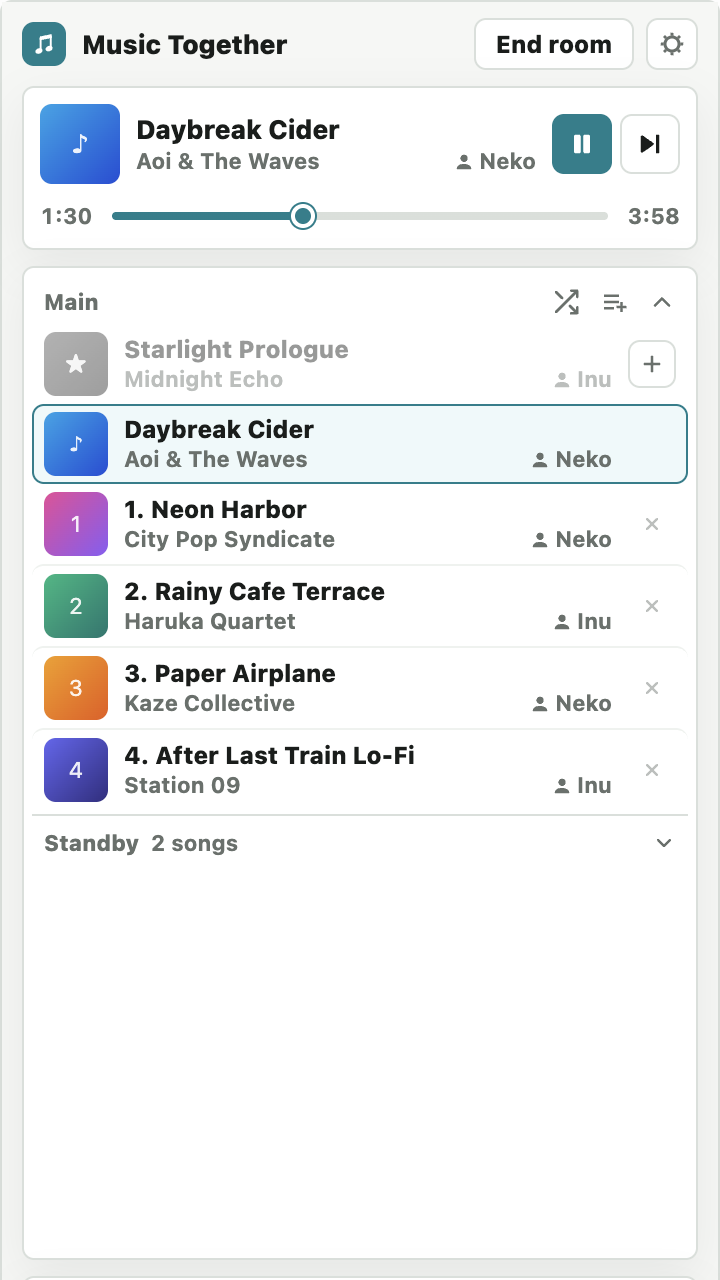 Music Together
End room
Daybreak Cider
Aoi & The Waves
Neko
1:30
3:58
Main
Starlight Prologue
Midnight Echo
Inu
Daybreak Cider
Aoi & The Waves
Neko
1
1. Neon Harbor
City Pop Syndicate
Neko
2
2. Rainy Cafe Terrace
Haruka Quartet
Inu
3
3. Paper Airplane
Kaze Collective
Neko
4
4. After Last Train Lo-Fi
Station 09
Inu
Standby 2 songs